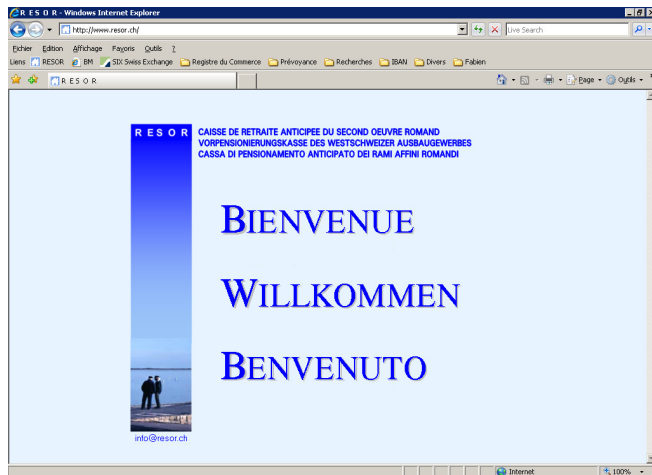 R E S O R - Windows Internet Explorer
http://www.resor.ch/
Live Search
Fichier Edition Affichage Favoris Outils ?
Liens RESOR BM SIX Swiss Exchange Registre du Commerce Prévoyance Recherches IBAN Divers Fabien
R E S O R
Page Outils
R E S O R
CAISSE DE RETRAITE ANTICIPEE DU SECOND OEUVRE ROMAND
VORPENSIONIERUNGSKASSE DES WESTSCHWEIZER AUSBAUGEWERBES
CASSA DI PENSIONAMENTO ANTICIPATO DEI RAMI AFFINI ROMANDI
BIENVENUE
WILLKOMMEN
BENVENUTO
info@resor.ch
Internet 100%